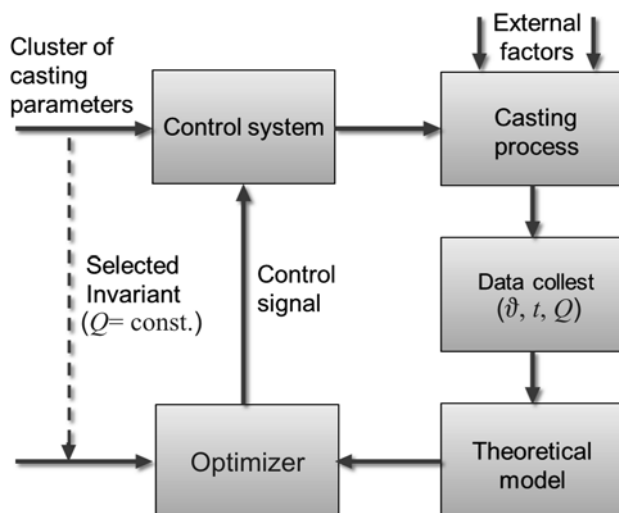 Cluster of
casting
parameters
Control system
External
factors
Casting
process
Selected
Invariant
(Q= const.)
Control
signal
Data collest
(ϑ, t, Q)
Optimizer
Theoretical
model